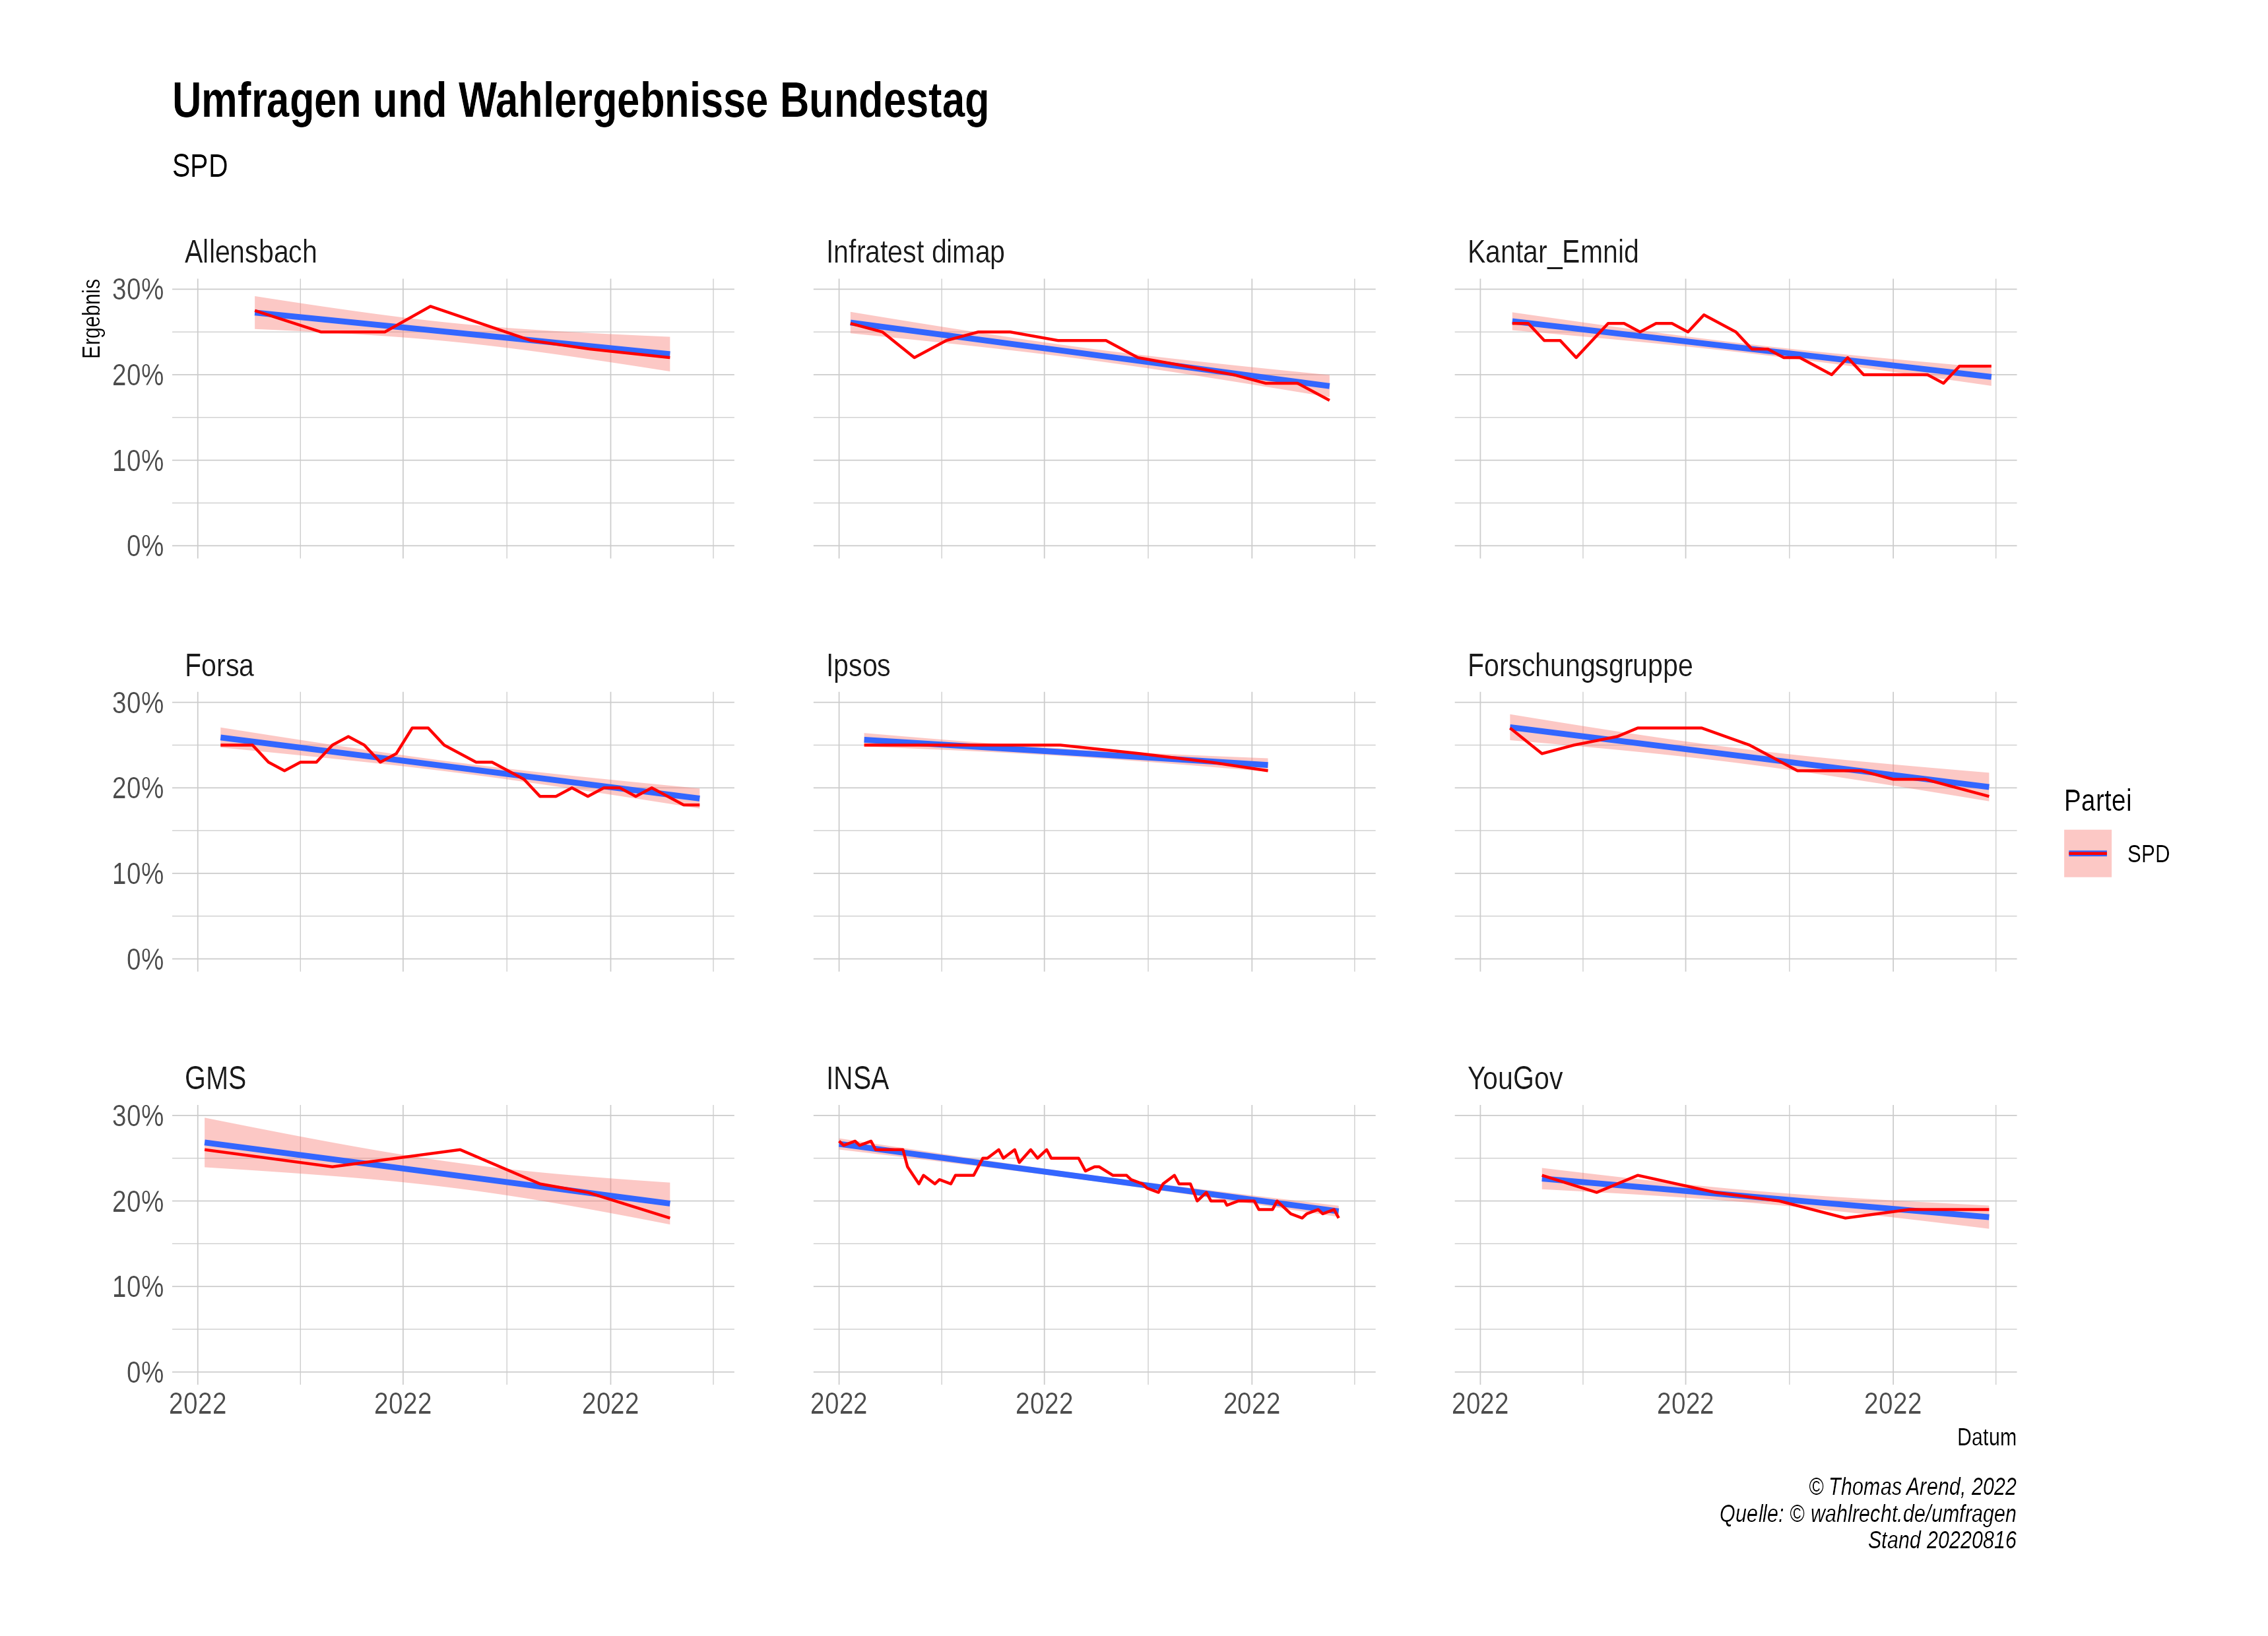 Umfragen und Wahlergebnisse Bundestag
SPD
Allensbach
Infratest dimap
Kantar_Emnid
Ergebnis
30%
20%
10%
0%
Forsa
Ipsos
Forschungsgruppe
30%
20%
10%
0%
Partei
SPD
GMS
INSA
YouGov
30%
20%
10%
0%
2022 2022 2022 2022 2022 2022 2022 2022 2022
Datum
© Thomas Arend, 2022
Quelle: © wahlrecht.de/umfragen
Stand 20220816